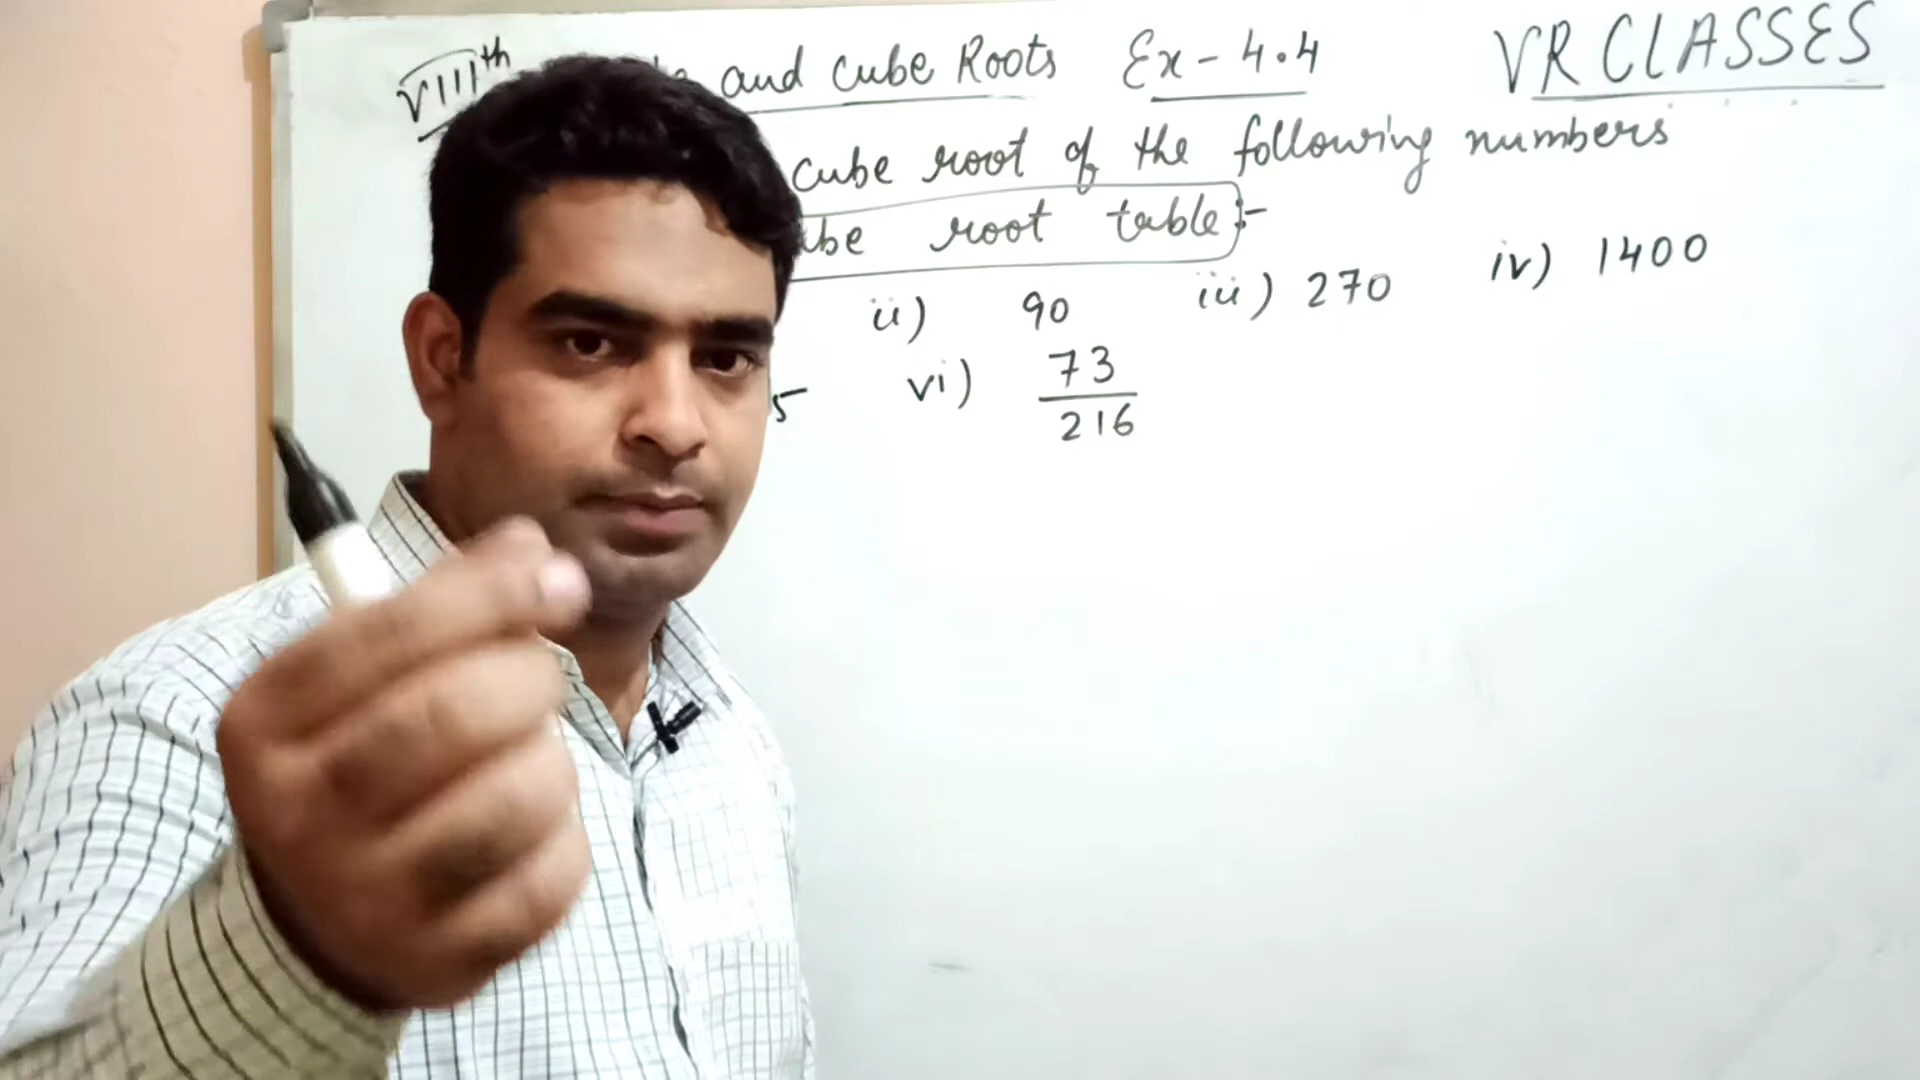 VIIIth and cube Roots Ex-4.4 VR CLASSES
cube root of the following numbers
root table:-
ii) 90 iii) 270 iv) 1400
5 vi) 73/216